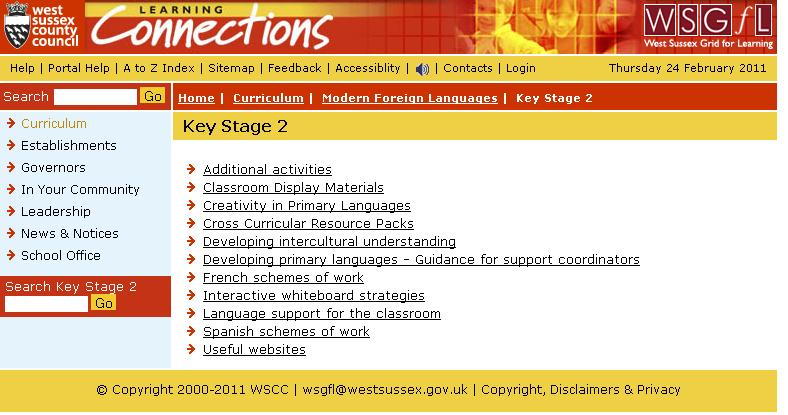 west
sussex
county
council
LEARNING
Connections
WSGfL
West Sussex Grid for Learning
Help | Portal Help | A to Z Index | Sitemap | Feedback | Accessiblity | | Contacts | Login
Thursday 24 February 2011
Search Go
Home | Curriculum | Modern Foreign Languages | Key Stage 2
Curriculum
Establishments
Governors
In Your Community
Leadership
News & Notices
School Office
Search Key Stage 2
Go
Key Stage 2
Additional activities
Classroom Display Materials
Creativity in Primary Languages
Cross Curricular Resource Packs
Developing intercultural understanding
Developing primary languages - Guidance for support coordinators
French schemes of work
Interactive whiteboard strategies
Language support for the classroom
Spanish schemes of work
Useful websites
© Copyright 2000-2011 WSCC | wsgfl@westsussex.gov.uk | Copyright, Disclaimers & Privacy